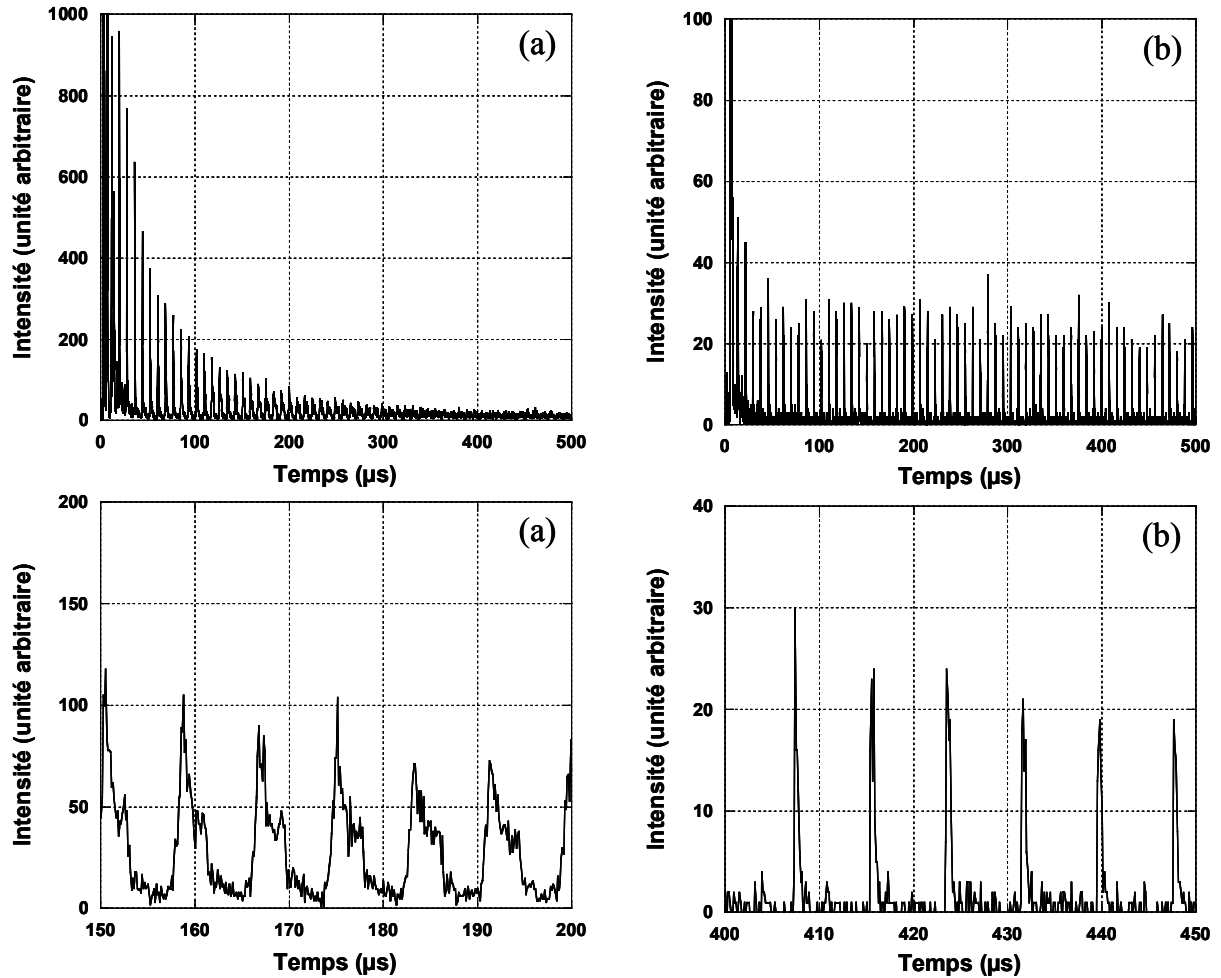 (a)
Intensité (unité arbitraire)
1000
800
600
400
200
0
0 100 200 300 400 500
Temps (µs)
(b)
Intensité (unité arbitraire)
100
80
60
40
20
0
0 100 200 300 400 500
Temps (µs)
(a)
Intensité (unité arbitraire)
200
150
100
50
0
150 160 170 180 190 200
Temps (µs)
(b)
Intensité (unité arbitraire)
40
30
20
10
0
400 410 420 430 440 450
Temps (µs)